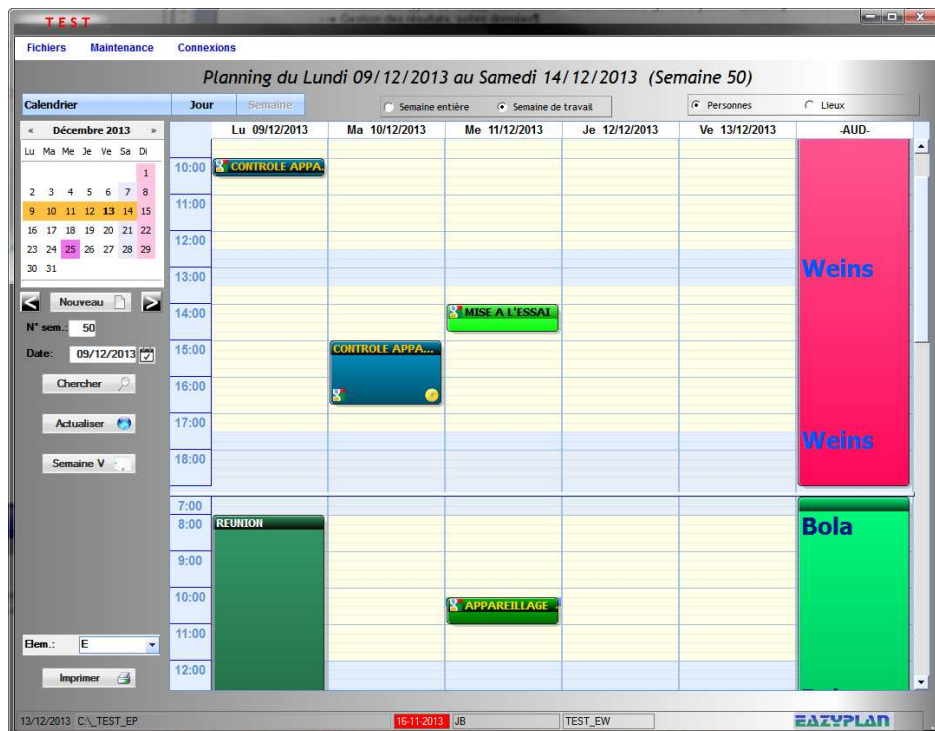 TEST
Gestion des résultats, suites données¶
Fichiers Maintenance Connexions
Planning du Lundi 09/12/2013 au Samedi 14/12/2013 (Semaine 50)
Calendrier Jour Semaine Semaine entière Semaine de travail Personnes Lieux
« Décembre 2013 » Lu 09/12/2013 Ma 10/12/2013 Me 11/12/2013 Je 12/12/2013 Ve 13/12/2013 -AUD-
Lu Ma Me Je Ve Sa Di
1
2 3 4 5 6 7 8
9 10 11 12 13 14 15
16 17 18 19 20 21 22
23 24 25 26 27 28 29
30 31
Nouveau
N° sem.: 50
Date: 09/12/2013
Chercher
Actualiser
Semaine V
Elem.: E
Imprimer
10:00 CONTROLE APPA.
11:00
12:00
13:00 Weins
14:00 MISE A L'ESSAI
15:00 CONTROLE APPA...
16:00
17:00 Weins
18:00
7:00
8:00 REUNION Bola
9:00
10:00 APPAREILLAGE
11:00
12:00
13/12/2013 C:\_TEST_EP 16-11-2013 JB TEST_EW EAZYPLAN